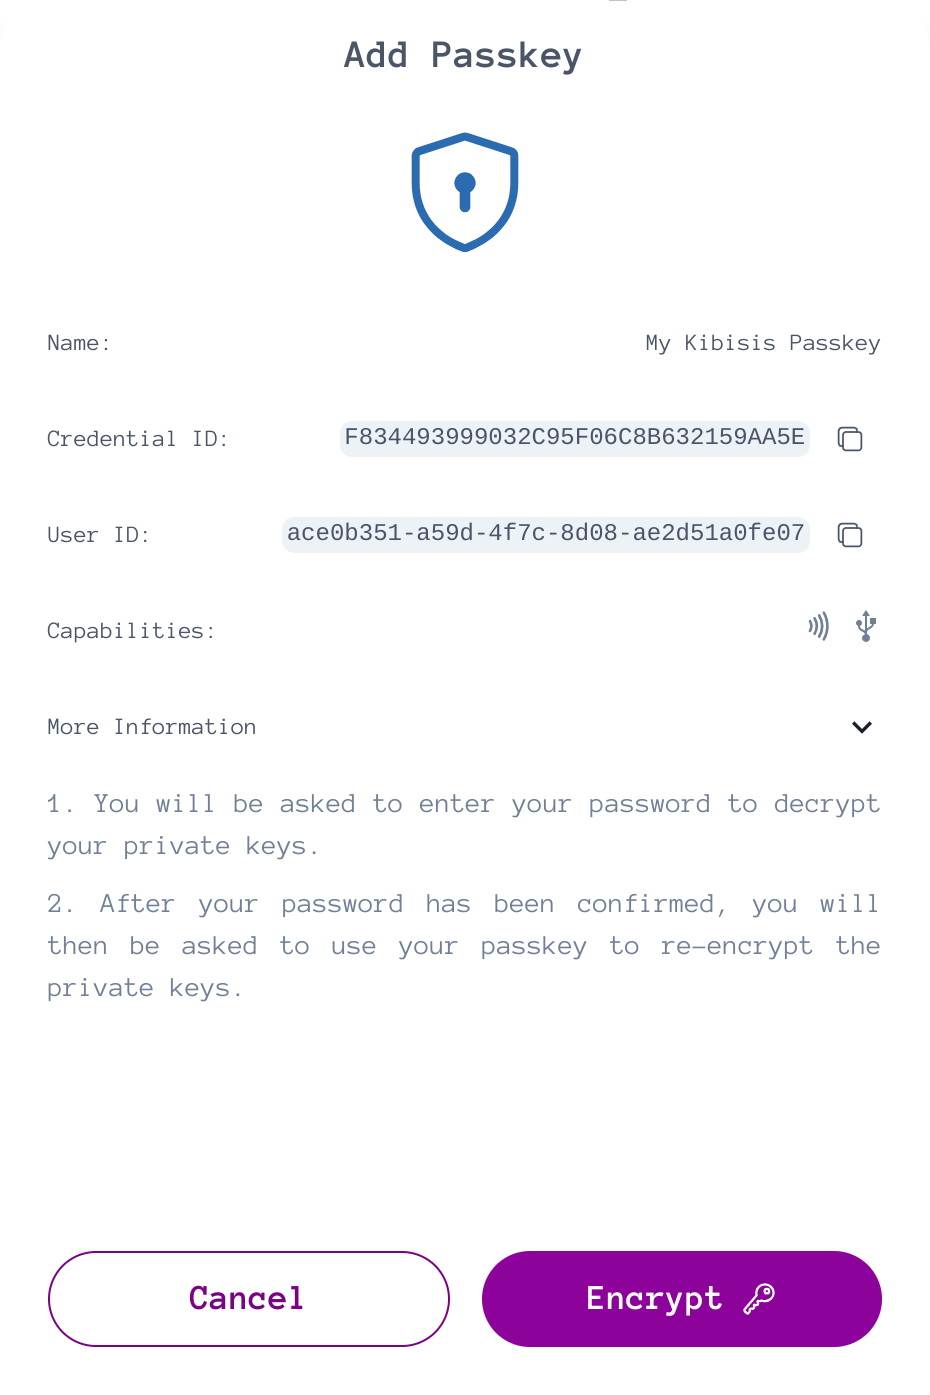 Add Passkey
Name: My Kibisis Passkey
Credential ID: F834493999032C95F06C8B632159AA5E
User ID: ace0b351-a59d-4f7c-8d08-ae2d51a0fe07
Capabilities:
More Information
1. You will be asked to enter your password to decrypt
your private keys.
2. After your password has been confirmed, you will
then be asked to use your passkey to re-encrypt the
private keys.
Cancel Encrypt